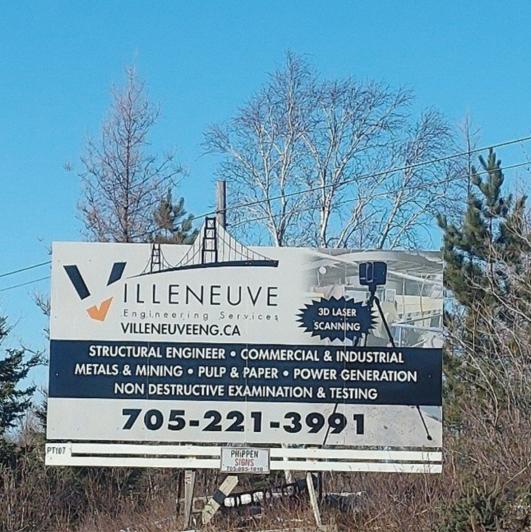 VILLENEUVE
Engineering Services
VILLENEUVEENG.CA
3D LASER
SCANNING
STRUCTURAL ENGINEER • COMMERCIAL & INDUSTRIAL
METALS & MINING • PULP & PAPER • POWER GENERATION
NON DESTRUCTIVE EXAMINATION & TESTING
705-221-3991
PT107
PHIPPEN
SIGNS